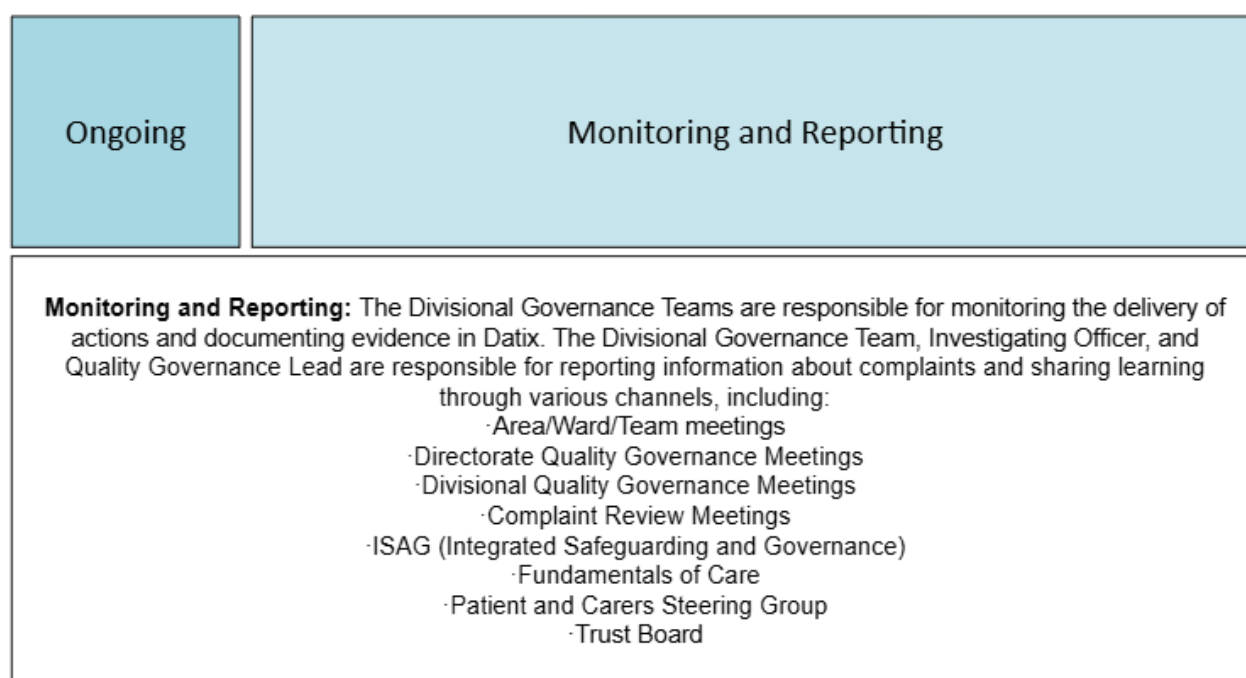 Ongoing
Monitoring and Reporting
Monitoring and Reporting: The Divisional Governance Teams are responsible for monitoring the delivery of
actions and documenting evidence in Datix. The Divisional Governance Team, Investigating Officer, and
Quality Governance Lead are responsible for reporting information about complaints and sharing learning
through various channels, including:
·Area/Ward/Team meetings
·Directorate Quality Governance Meetings
·Divisional Quality Governance Meetings
·Complaint Review Meetings
·ISAG (Integrated Safeguarding and Governance)
·Fundamentals of Care
·Patient and Carers Steering Group
·Trust Board